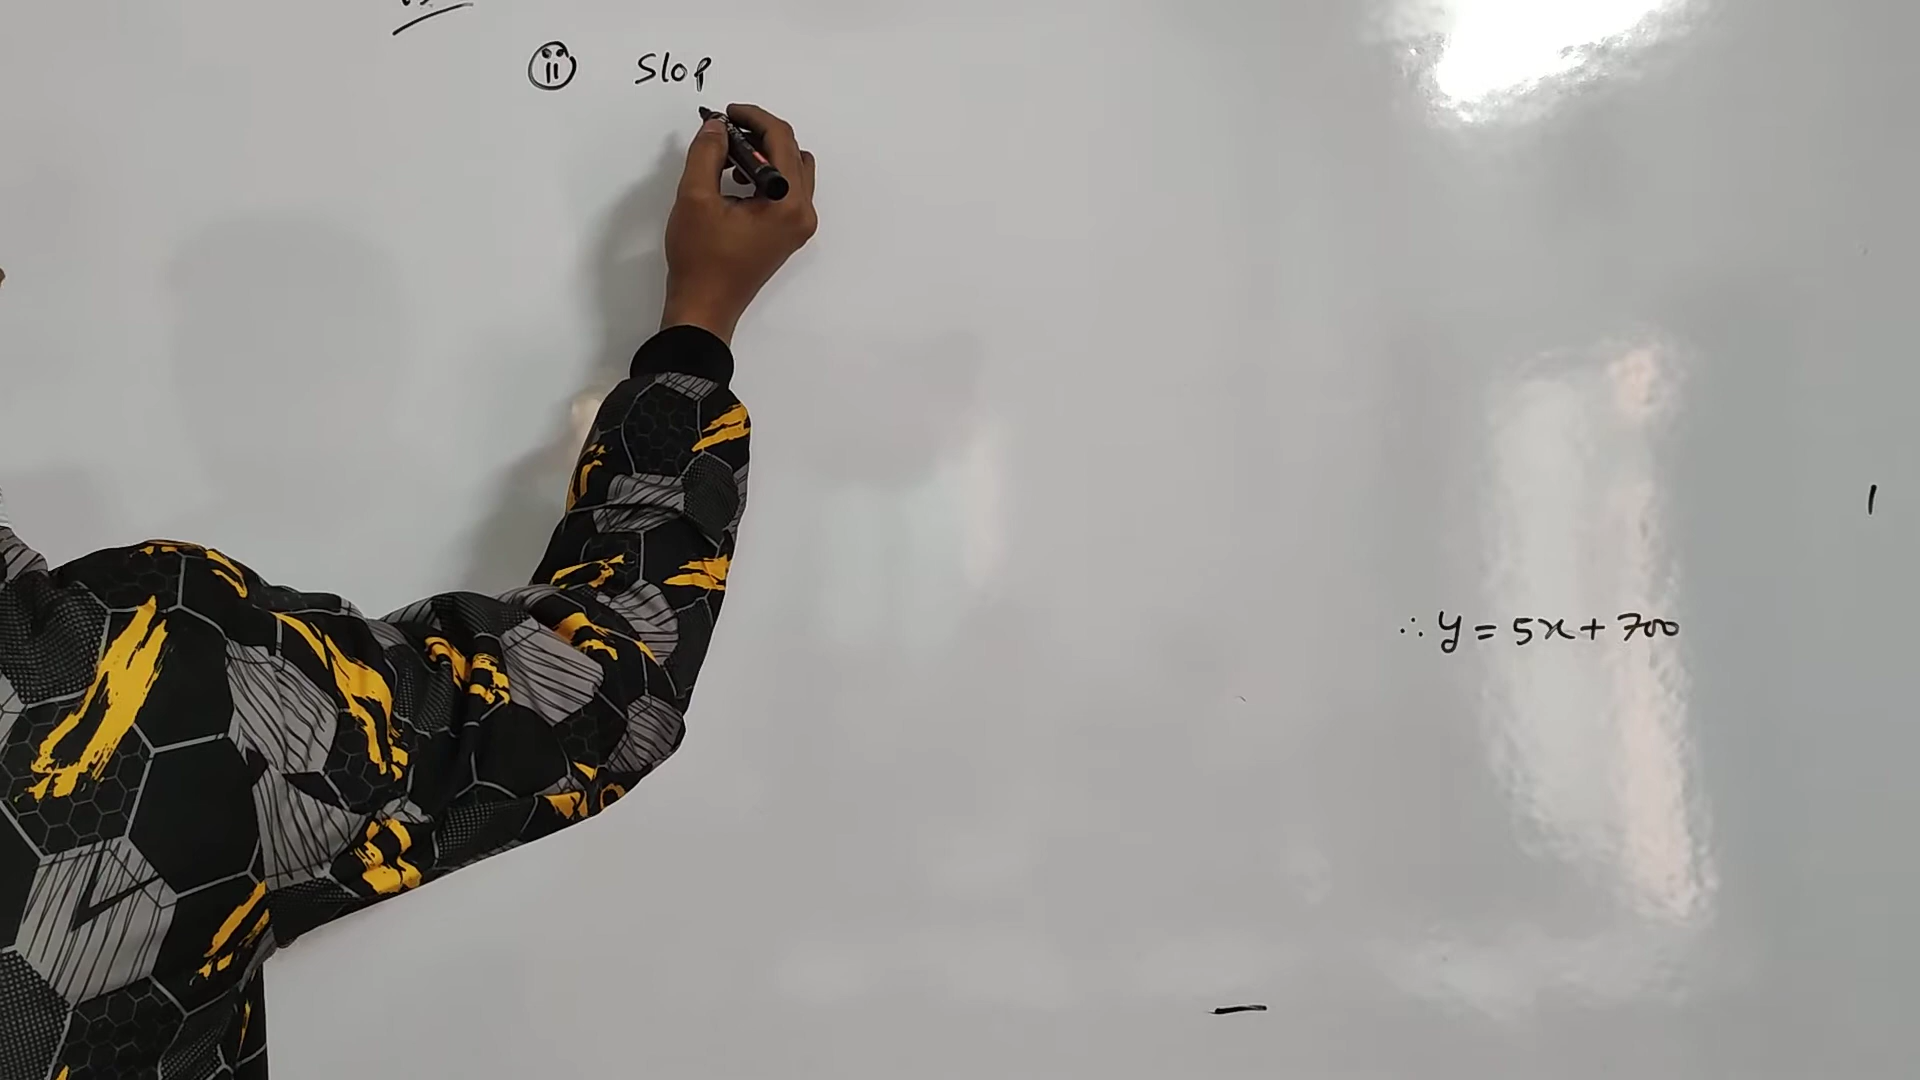 ii Slop
∴ y = 5x + 700